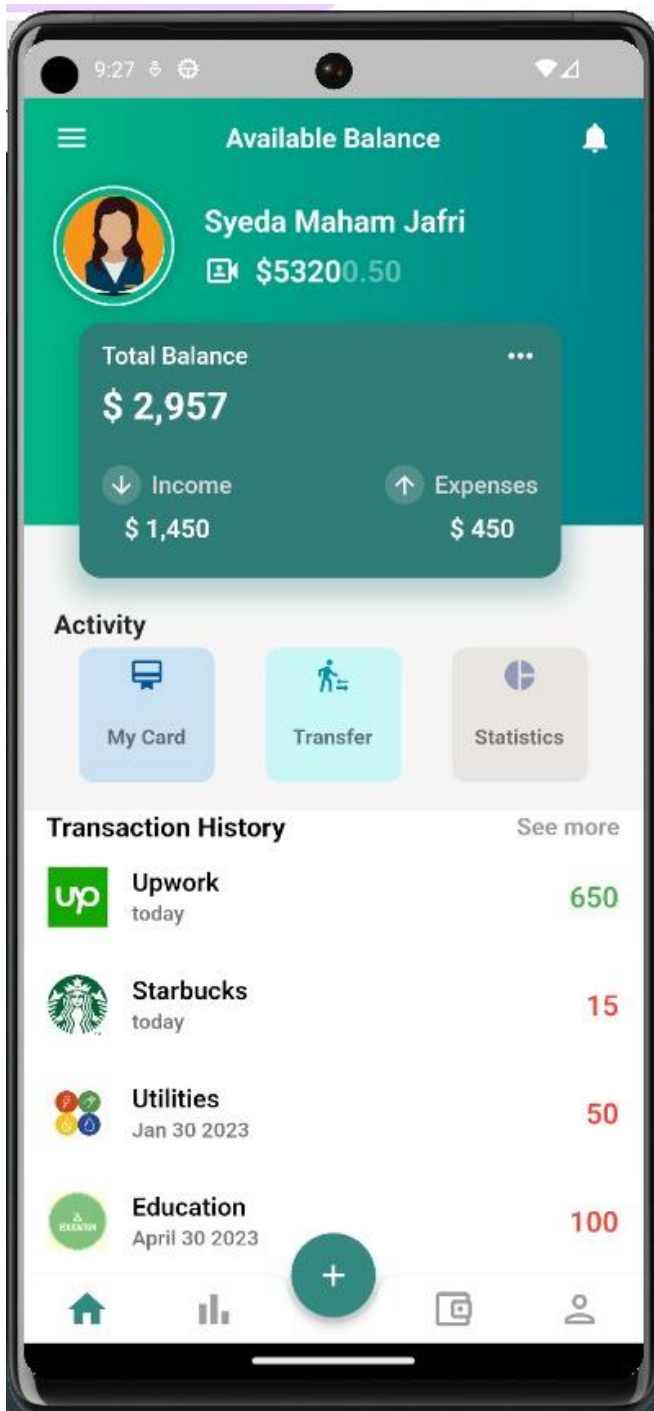 9:27
Available Balance
Syeda Maham Jafri
$53200.50
Total Balance
$ 2,957
Income
Expenses
$ 1,450
$ 450
Activity
My Card
Transfer
Statistics
Transaction History
See more
up
Upwork
today
650
Starbucks
today
15
Utilities
Jan 30 2023
50
EDUCATION
Education
April 30 2023
100